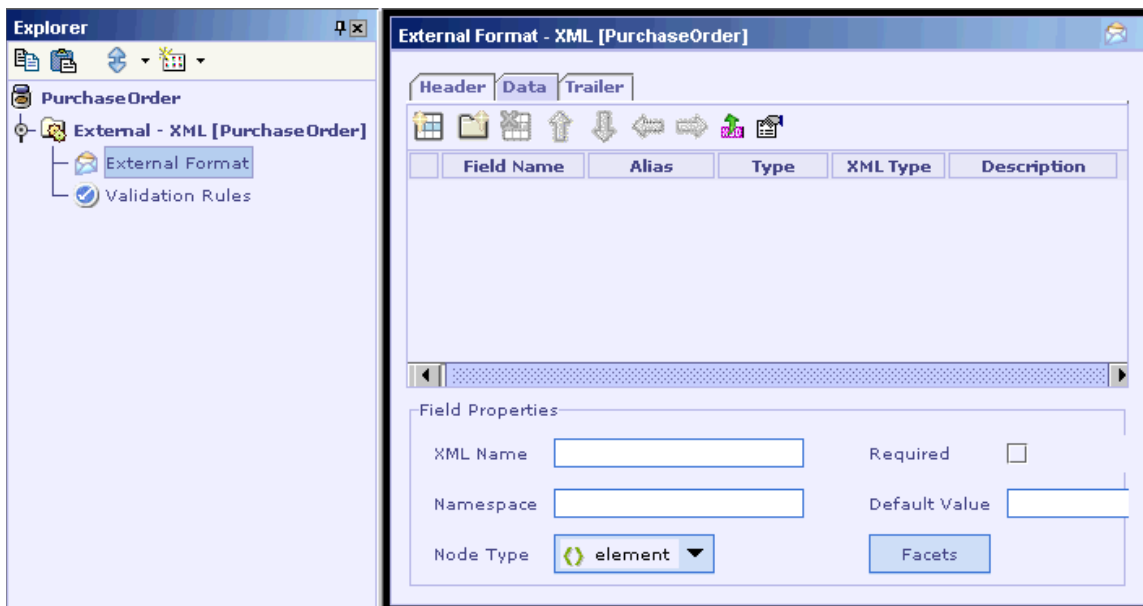 Explorer
PurchaseOrder
External - XML [PurchaseOrder]
External Format
Validation Rules
External Format - XML [PurchaseOrder]
Header Data Trailer
Field Name Alias Type XML Type Description
Field Properties
XML Name Required
Namespace Default Value
Node Type element Facets